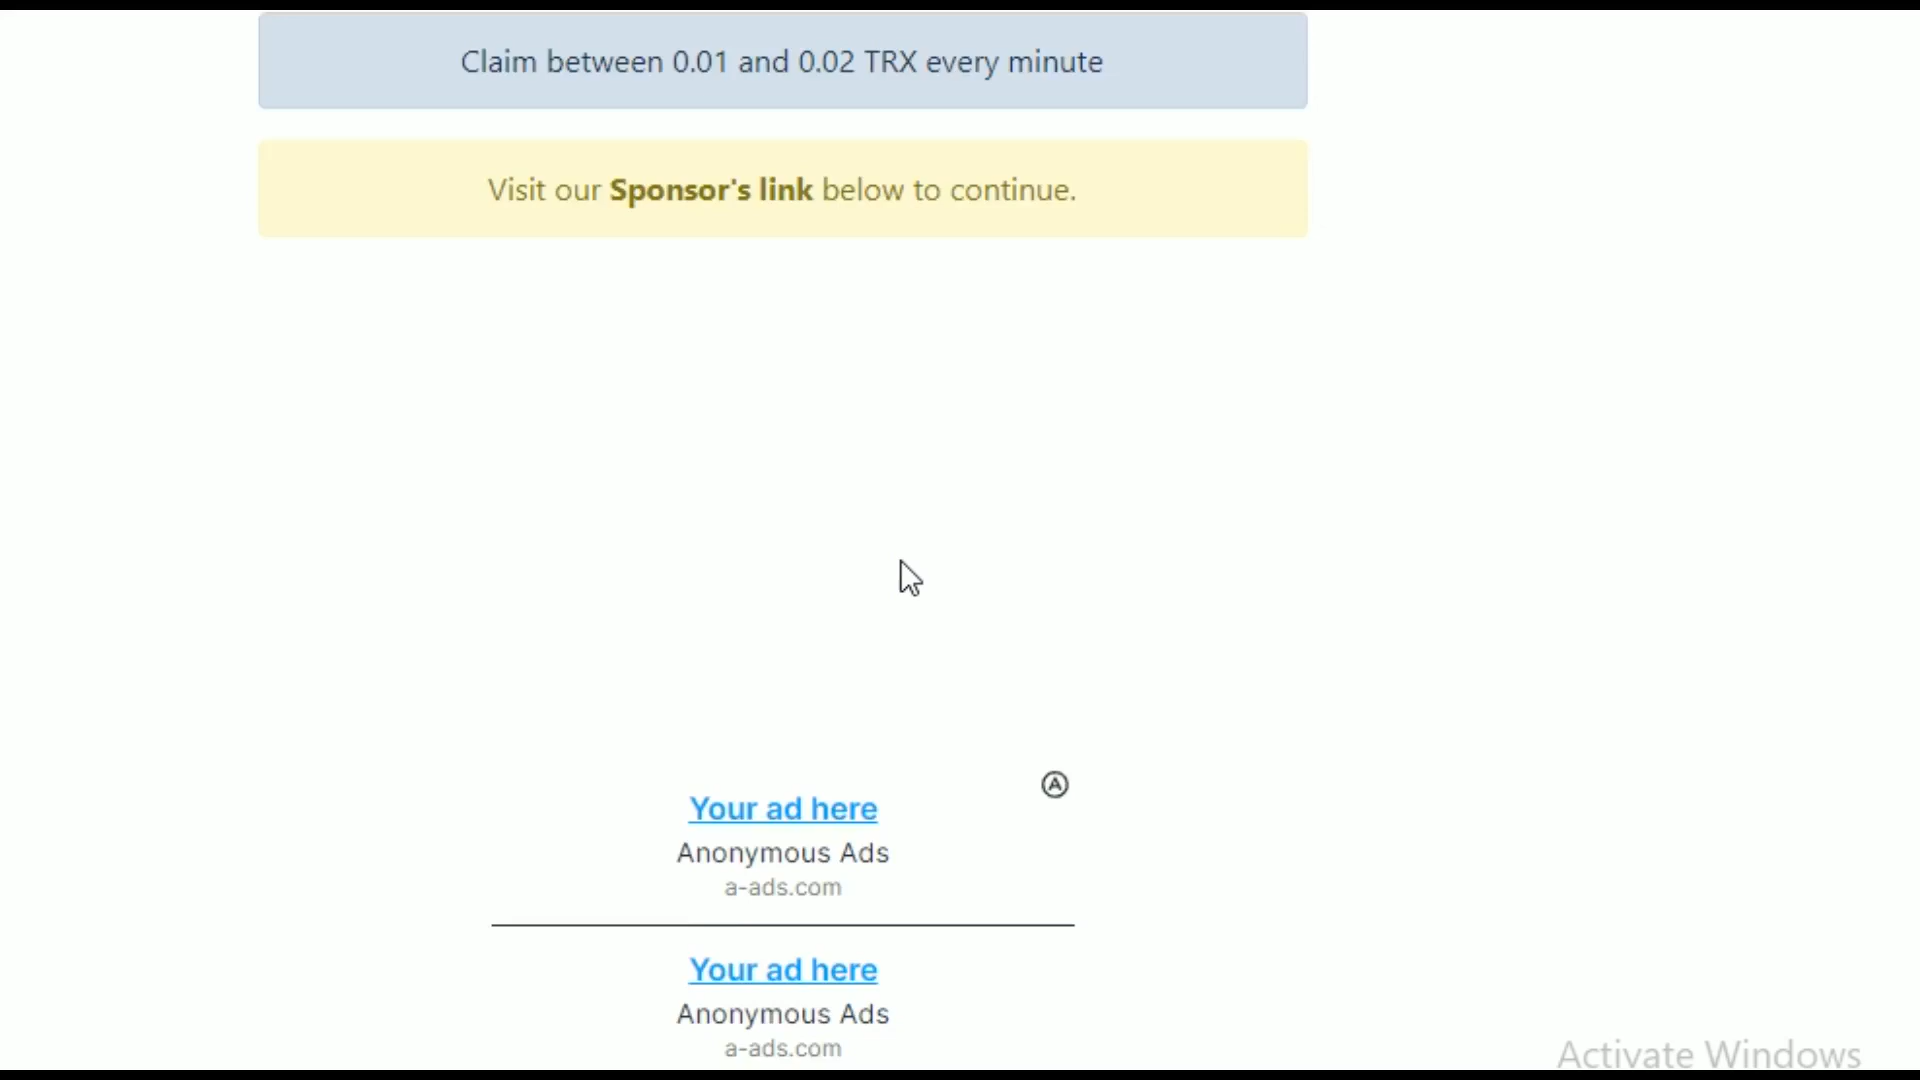 Claim between 0.01 and 0.02 TRX every minute
Visit our Sponsor's link below to continue.
Your ad here
Anonymous Ads
a-ads.com
Your ad here
Anonymous Ads
a-ads.com
Activate Windows